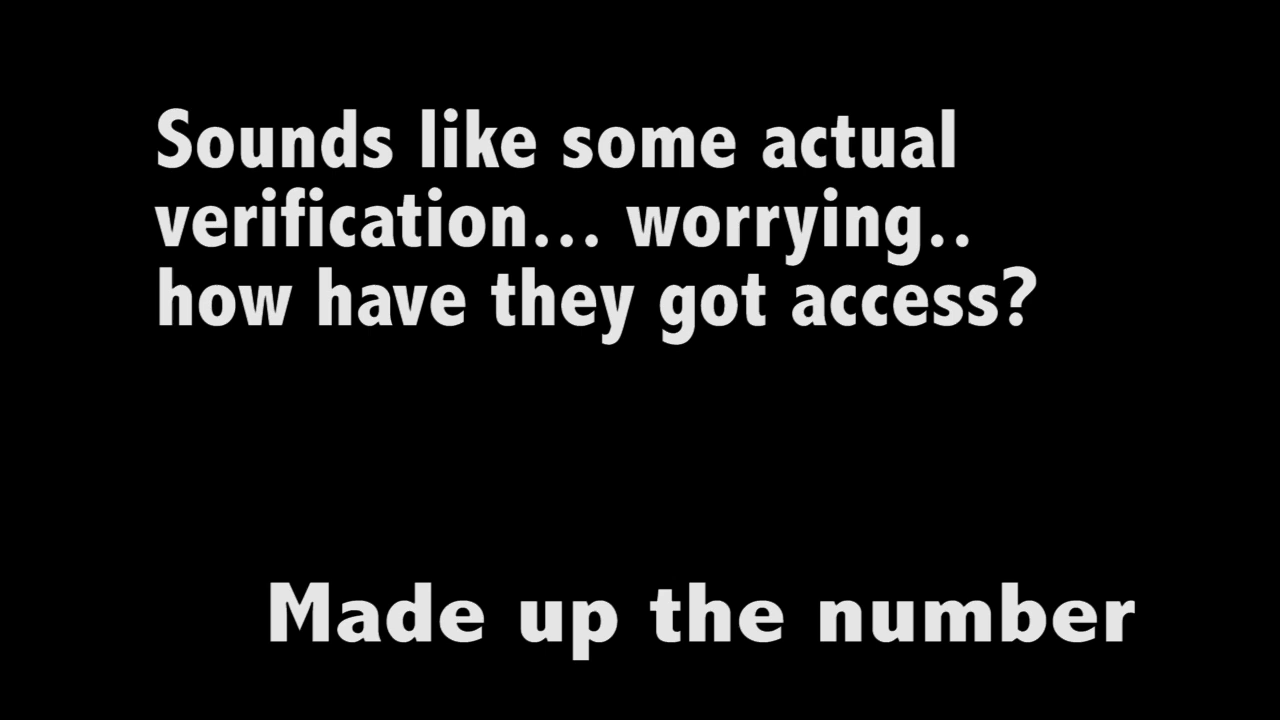 Sounds like some actual
verification... worrying..
how have they got access?
Made up the number